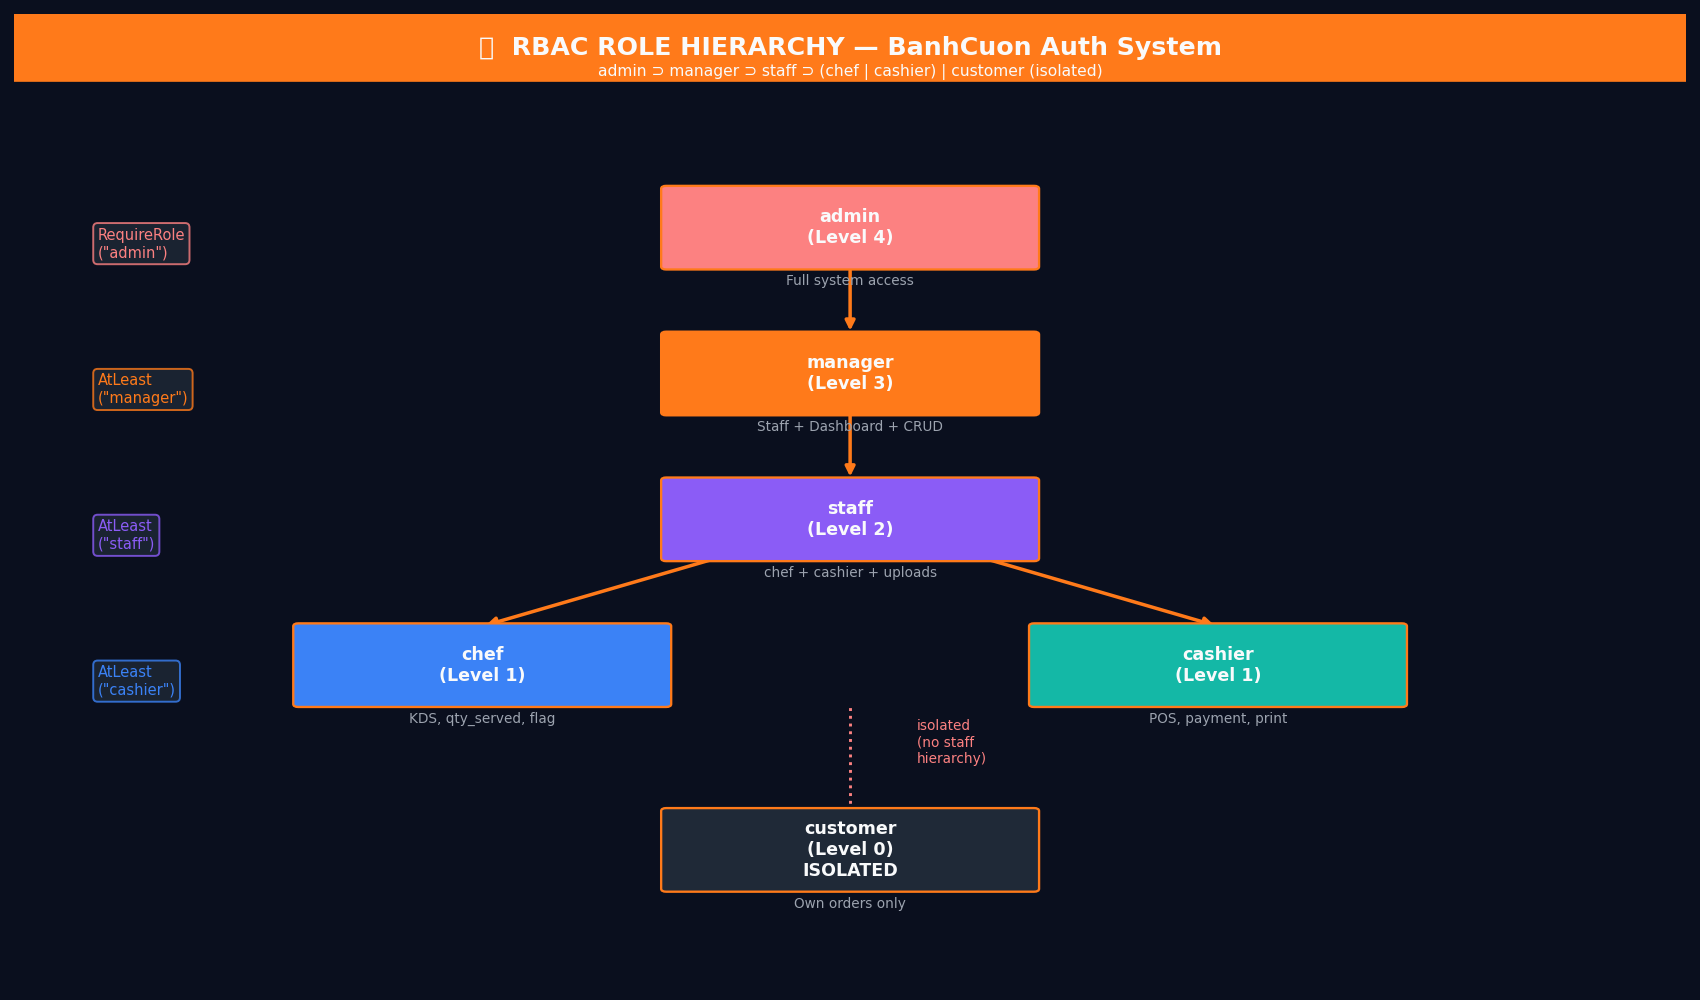 RBAC ROLE HIERARCHY — BanhCuon Auth System
admin ⊃ manager ⊃ staff ⊃ (chef | cashier) | customer (isolated)
RequireRole
("admin")
admin
(Level 4)
Full system access
AtLeast
("manager")
manager
(Level 3)
Staff + Dashboard + CRUD
AtLeast
("staff")
staff
(Level 2)
chef + cashier + uploads
AtLeast
("cashier")
chef
(Level 1)
KDS, qty_served, flag
cashier
(Level 1)
POS, payment, print
isolated
(no staff
hierarchy)
customer
(Level 0)
ISOLATED
Own orders only